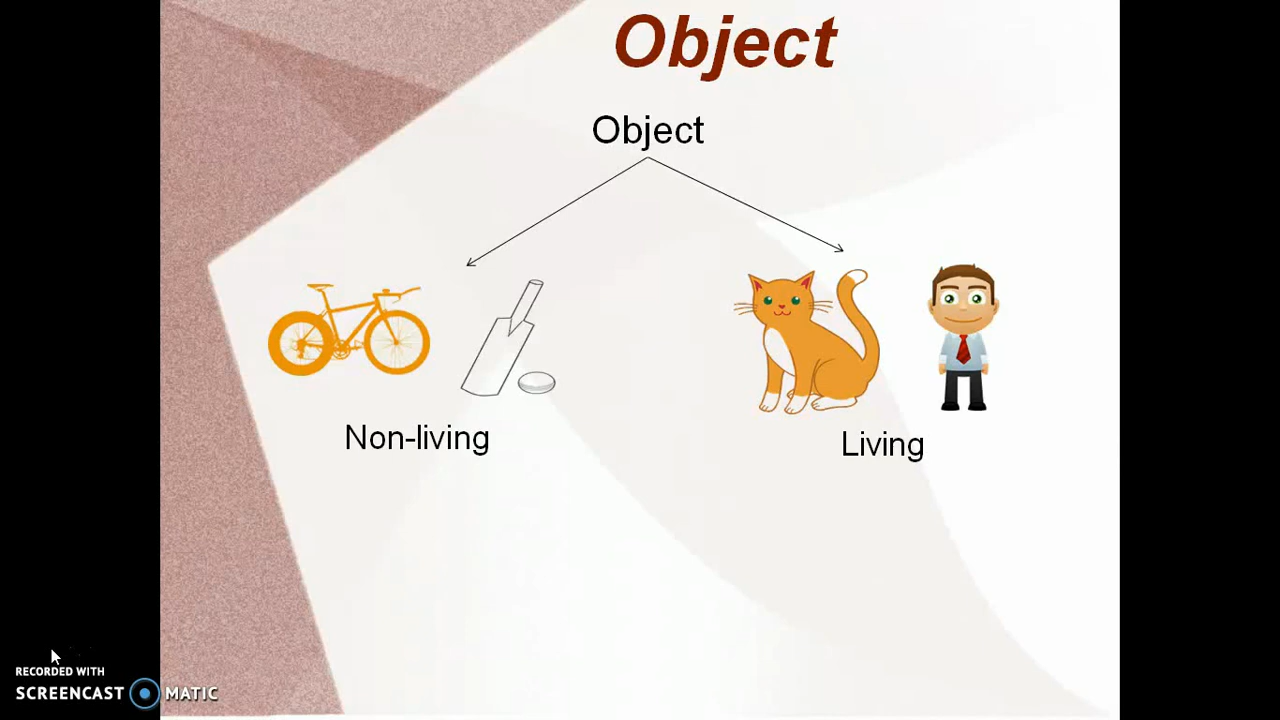 Object
Object
Non-living
Living
RECORDED WITH
SCREENCAST MATIC